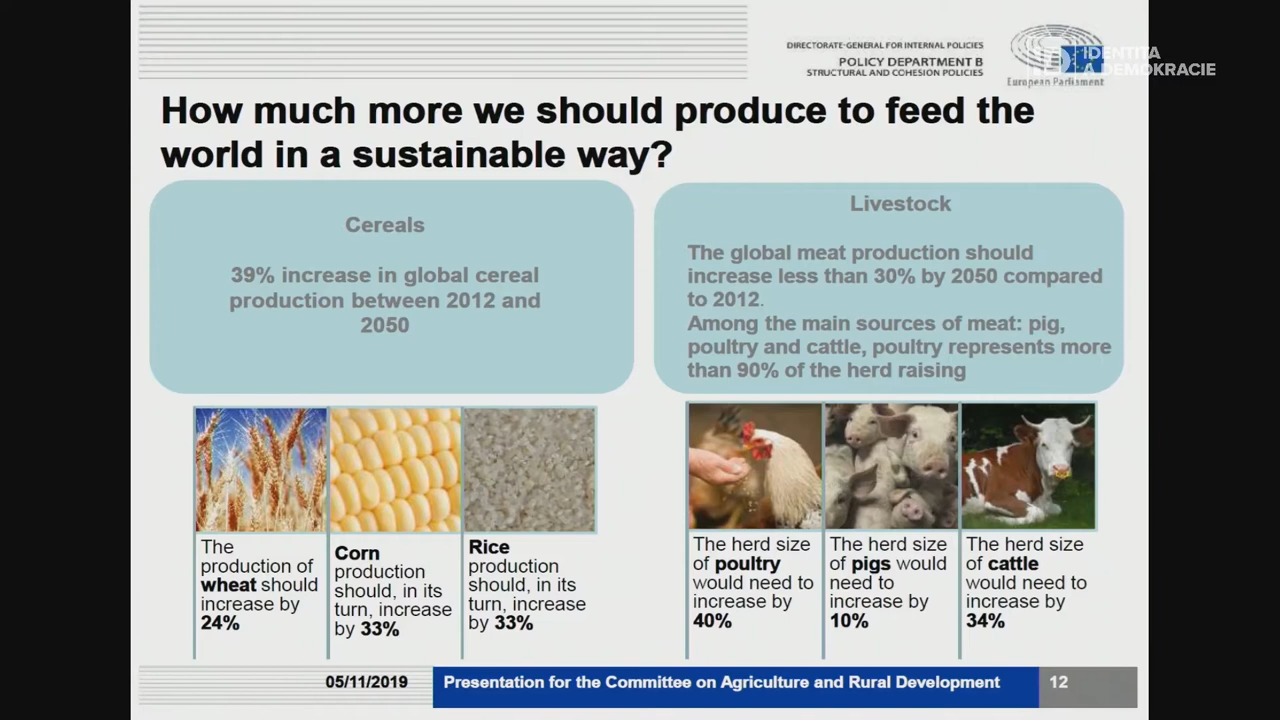 DIRECTORATE-GENERAL FOR INTERNAL POLICIES
POLICY DEPARTMENT B
STRUCTURAL AND COHESION POLICIES
European Parliament
IDENTITA
A DEMOKRACIE
How much more we should produce to feed the
world in a sustainable way?
Cereals
39% increase in global cereal
production between 2012 and
2050
Livestock
The global meat production should
increase less than 30% by 2050 compared
to 2012.
Among the main sources of meat: pig,
poultry and cattle, poultry represents more
than 90% of the herd raising
The
production of
wheat should
increase by
24%
Corn
production
should, in its
turn, increase
by 33%
Rice
production
should, in its
turn, increase
by 33%
The herd size
of poultry
would need to
increase by
40%
The herd size
of pigs would
need to
increase by
10%
The herd size
of cattle
would need to
increase by
34%
05/11/2019
Presentation for the Committee on Agriculture and Rural Development
12